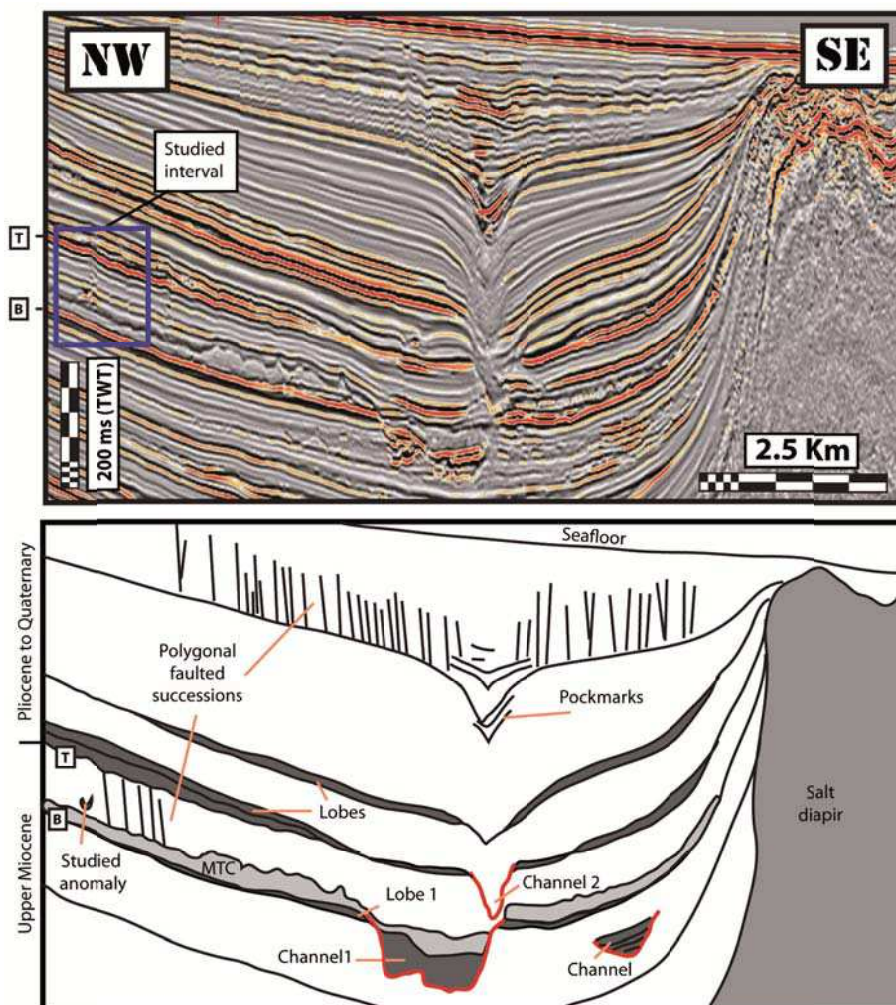 NW
SE
Studied
interval
T
B
200 ms (TWT)
2.5 Km
Seafloor
Pliocene to Quaternary
Polygonal
faulted
successions
Pockmarks
T
Lobes
Salt
diapir
B
Studied
anomaly
MTC
Upper Miocene
Lobe 1
Channel 2
Channel1
Channel